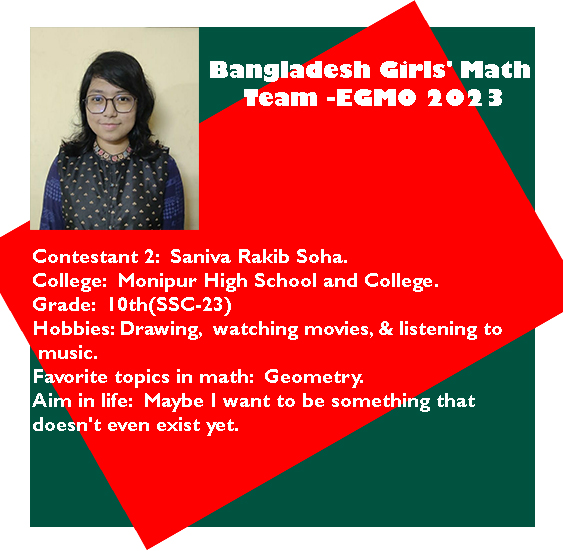 Bangladesh Girls' Math
Team -EGMO 2023
Contestant 2: Saniva Rakib Soha.
College: Monipur High School and College.
Grade: 10th(SSC-23)
Hobbies: Drawing, watching movies, & listening to
music.
Favorite topics in math: Geometry.
Aim in life: Maybe I want to be something that
doesn't even exist yet.